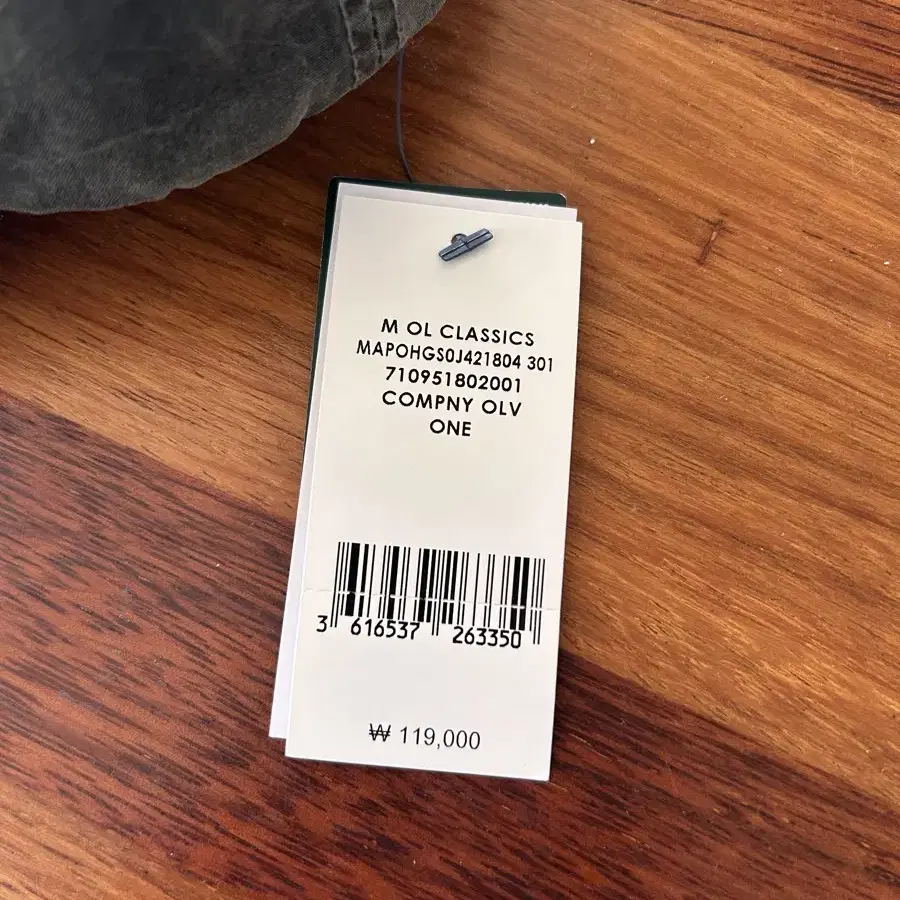 M OL CLASSICS
MAPOHGS0J421804 301
710951802001
COMPNY OLV
ONE
3 616537 263350
₩ 119,000